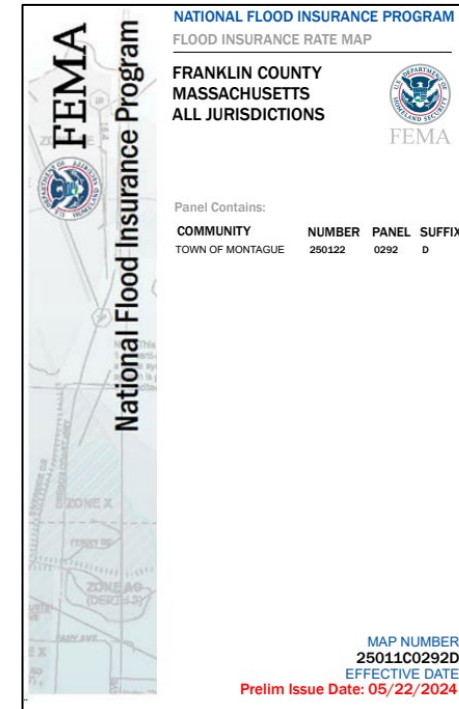 FEMA
National Flood Insurance Program
NATIONAL FLOOD INSURANCE PROGRAM
FLOOD INSURANCE RATE MAP
FRANKLIN COUNTY
MASSACHUSETTS
ALL JURISDICTIONS
FEMA
Panel Contains:
COMMUNITY NUMBER PANEL SUFFIX
TOWN OF MONTAGUE 250122 0292 D
ZONE X
FERRY RD
ZONE AO
MAP NUMBER
25011C0292D
EFFECTIVE DATE
Prelim Issue Date: 05/22/2024